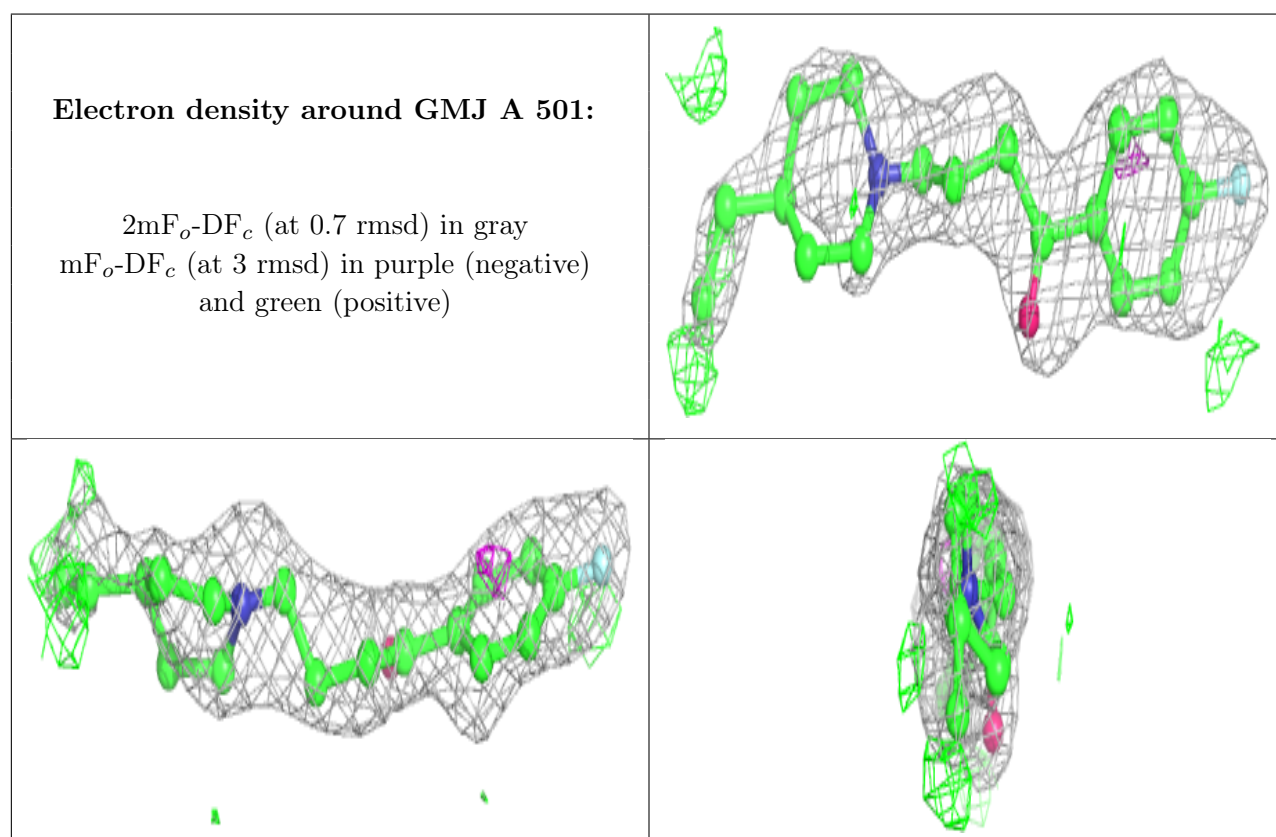 Electron density around GMJ A 501:
2mFₒ-DF𝒸 (at 0.7 rmsd) in gray
mFₒ-DF𝒸 (at 3 rmsd) in purple (negative)
and green (positive)